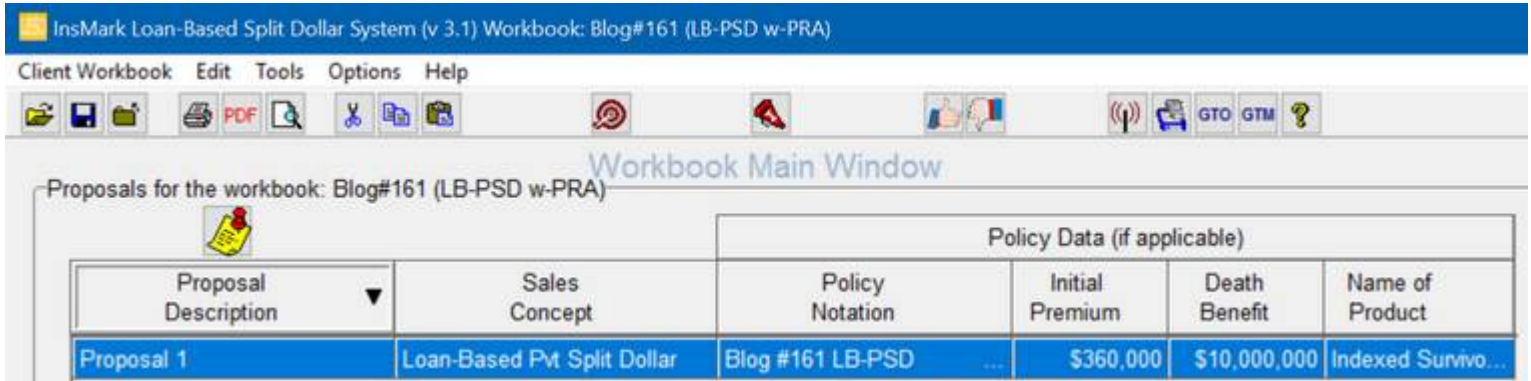 InsMark Loan-Based Split Dollar System (v 3.1) Workbook: Blog#161 (LB-PSD w-PRA)
Client Workbook Edit Tools Options Help
PDF GTO GTM ?
Workbook Main Window
Proposals for the workbook: Blog#161 (LB-PSD w-PRA)
Policy Data (if applicable)
Proposal Sales Policy Initial Death Name of
Description Concept Notation Premium Benefit Product
Proposal 1 Loan-Based Pvt Split Dollar Blog #161 LB-PSD ... $360,000 $10,000,000 Indexed Survivo...